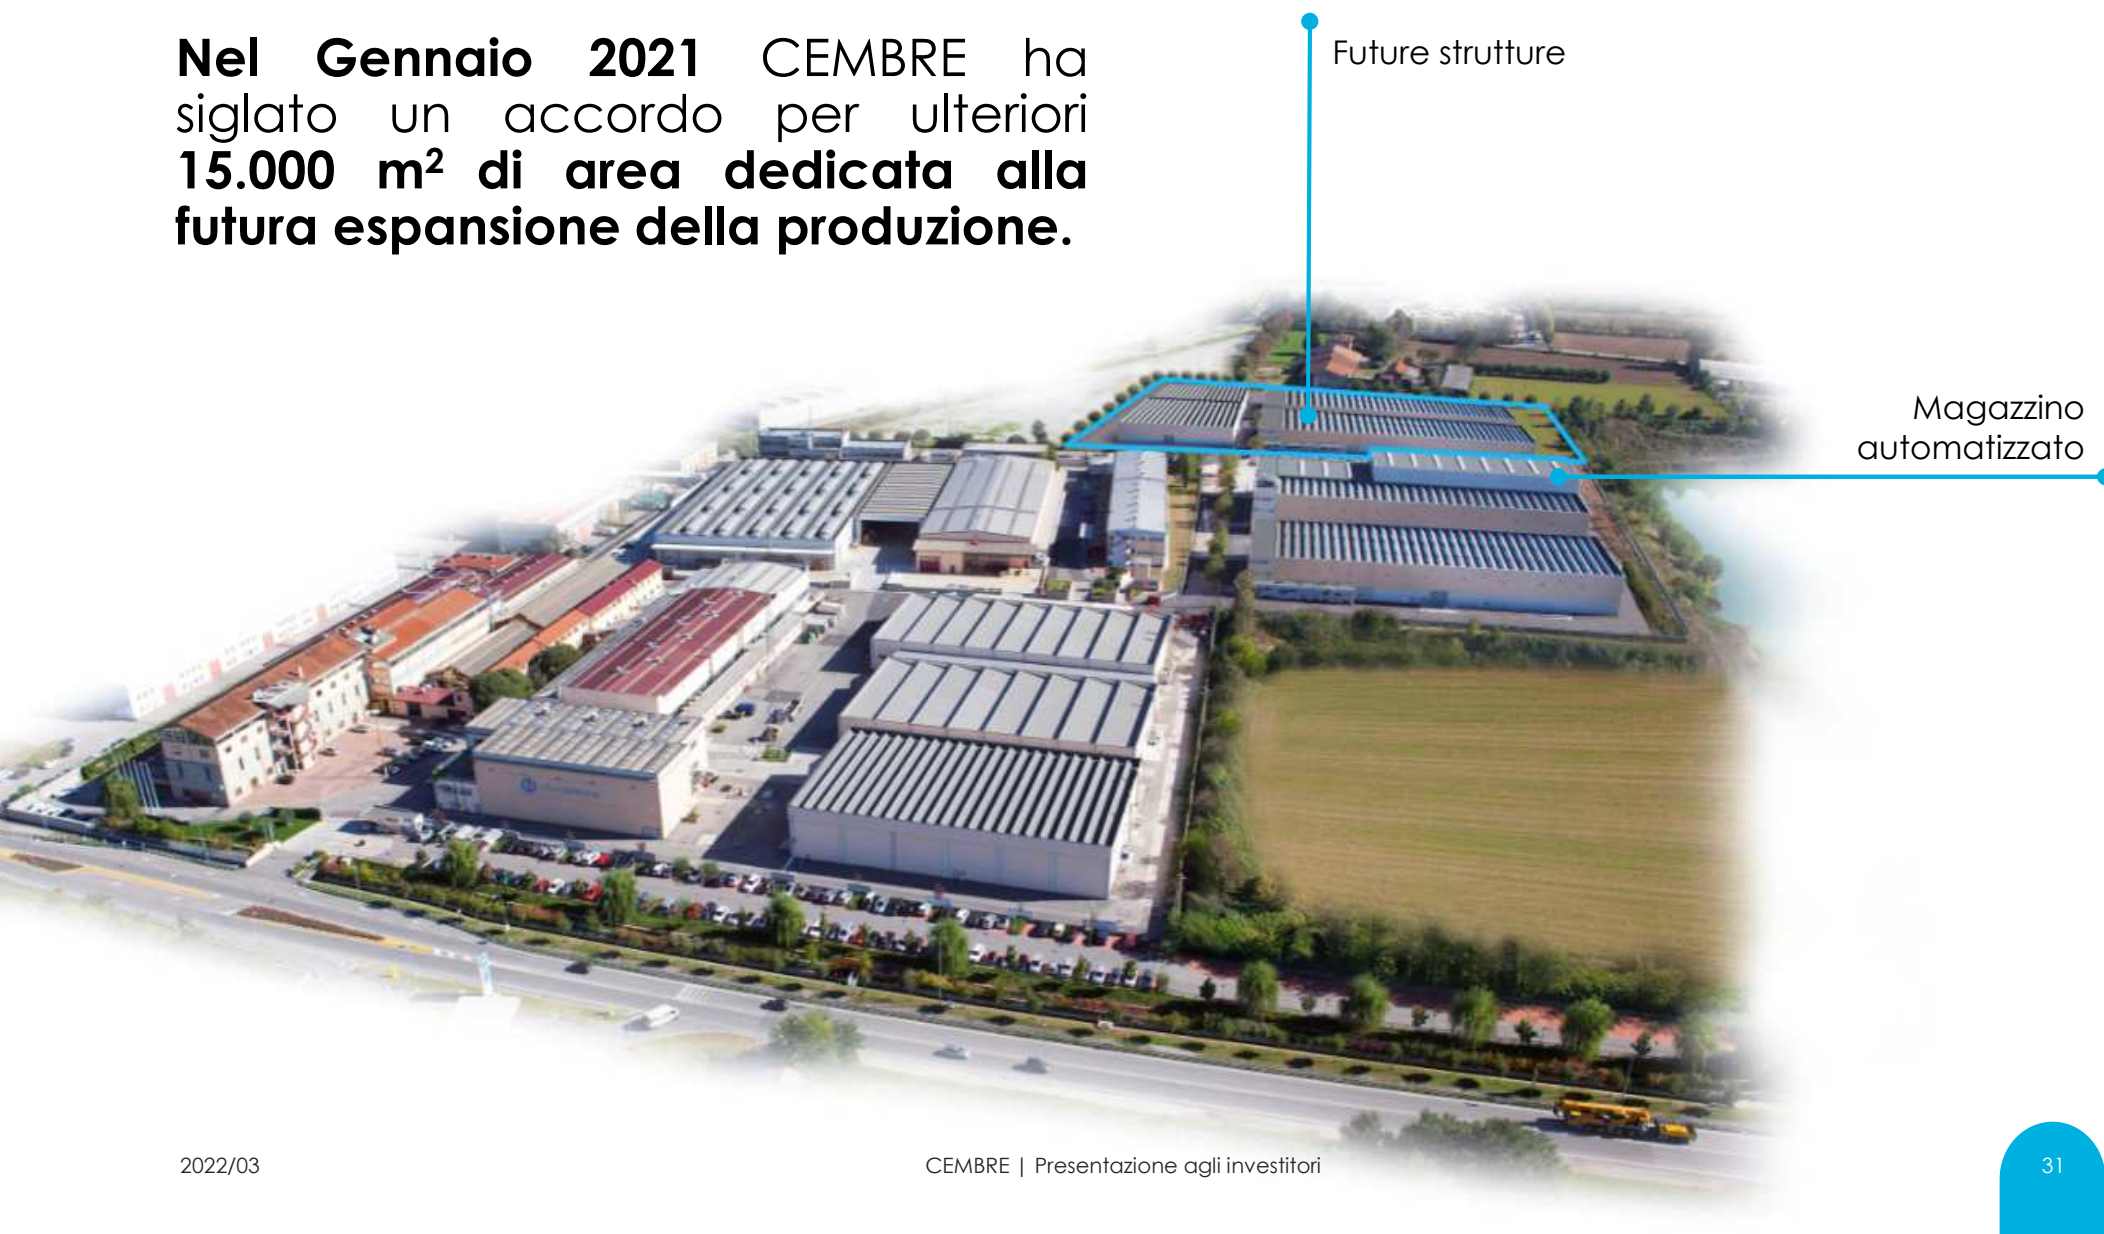 Nel Gennaio 2021 CEMBRE ha
siglato un accordo per ulteriori
15.000 m² di area dedicata alla
futura espansione della produzione.
Future strutture
Magazzino
automatizzato
2022/03
CEMBRE | Presentazione agli investitori
31